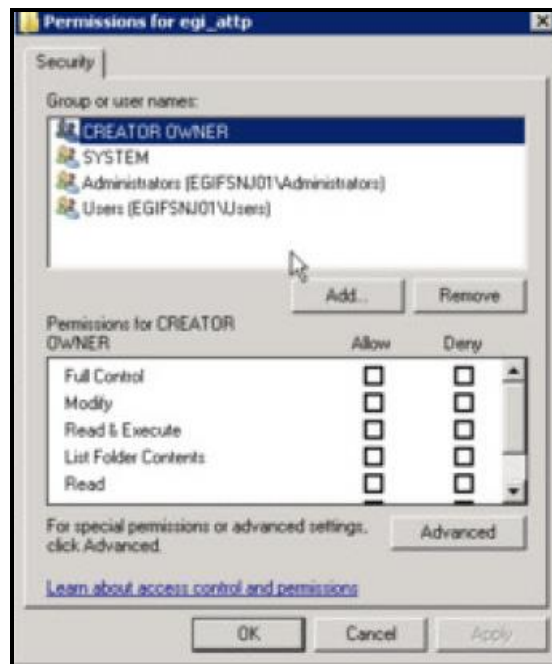 Permissions for egi_attp
Security
Group or user names:
CREATOR OWNER
SYSTEM
Administrators (EGIFSNJ01\Administrators)
Users (EGIFSNJ01\Users)
Add... Remove
Permissions for CREATOR
OWNER Allow Deny
Full Control
Modify
Read & Execute
List Folder Contents
Read
For special permissions or advanced settings,
click Advanced. Advanced
Learn about access control and permissions
OK Cancel Apply